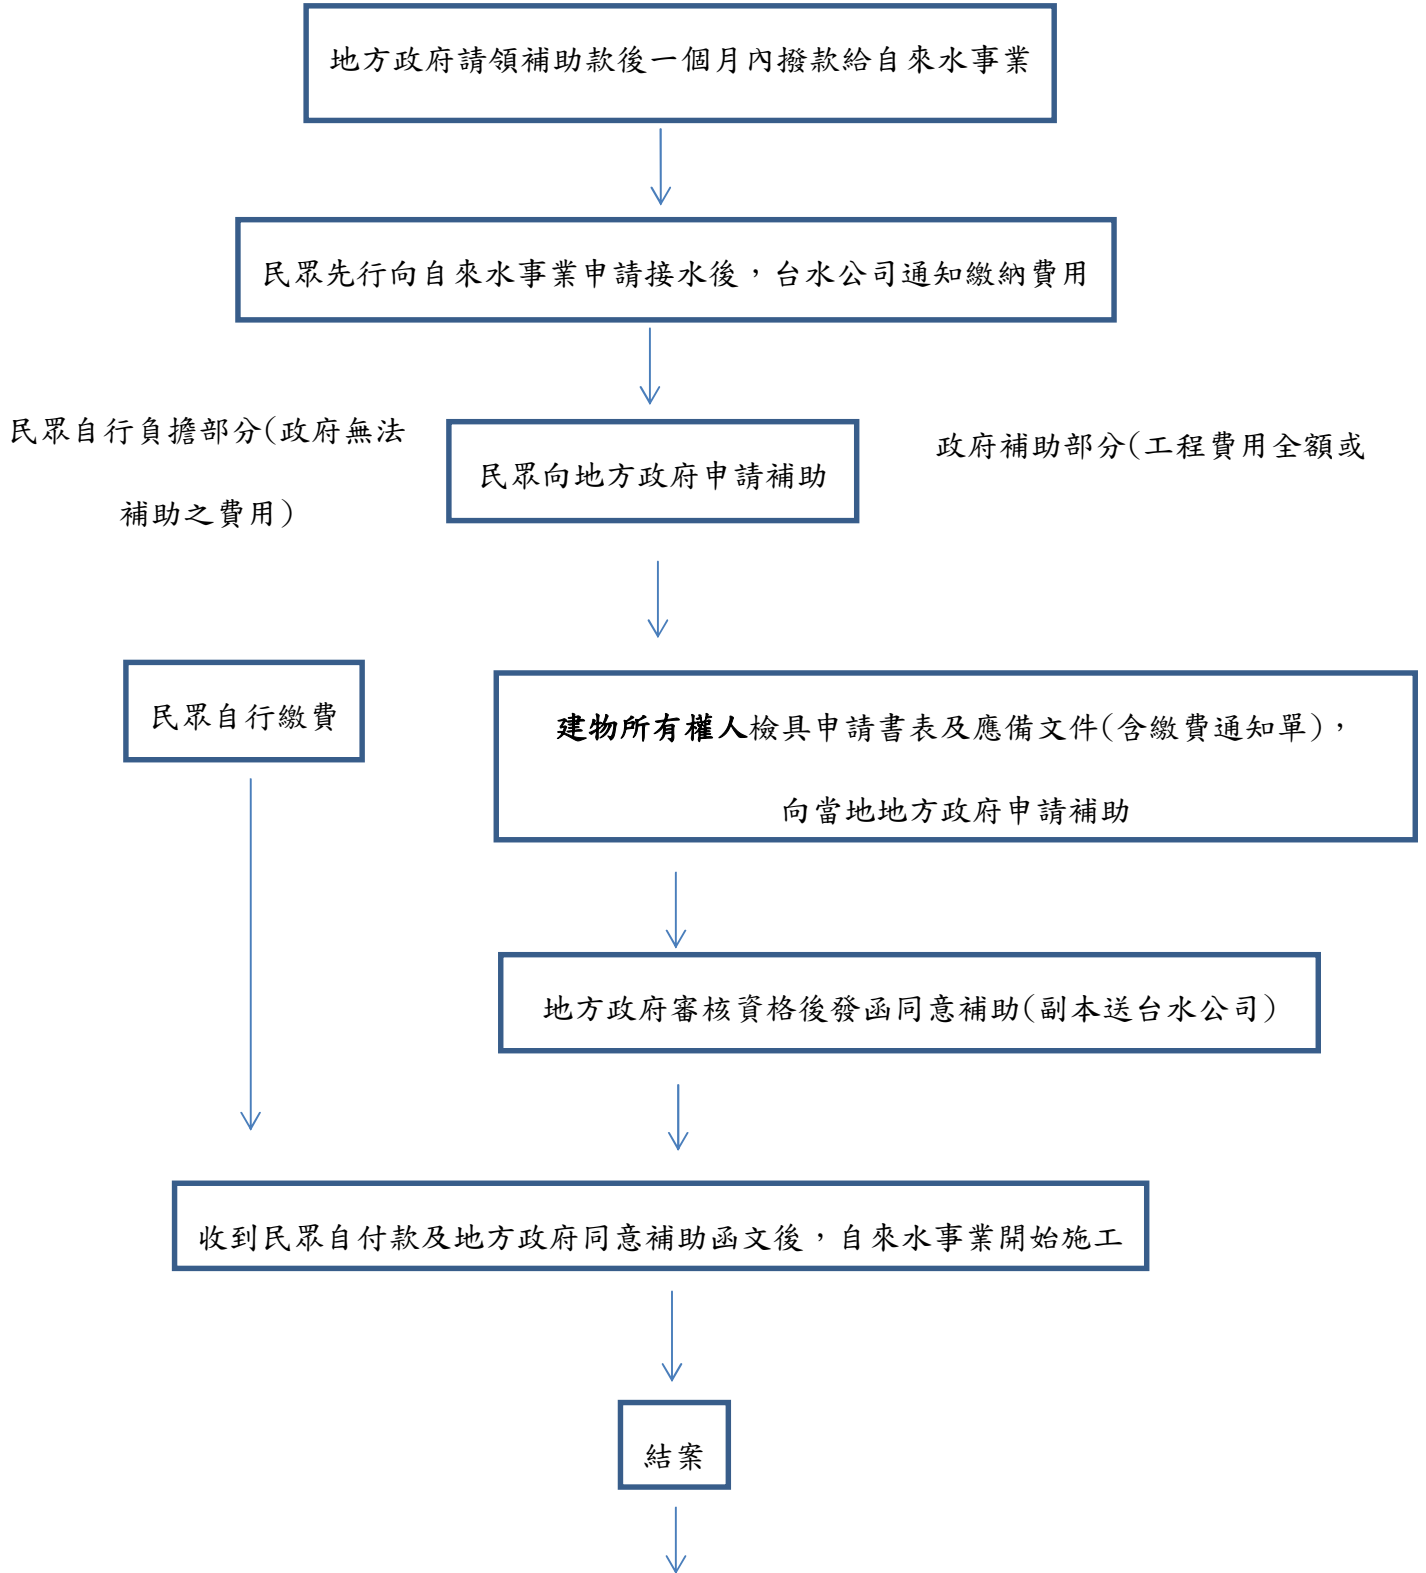 地方政府請領補助款後一個月內撥款給自來水事業
民眾先行向自來水事業申請接水後，台水公司通知繳納費用
民眾自行負擔部分(政府無法
補助之費用)
民眾向地方政府申請補助
政府補助部分(工程費用全額或
民眾自行繳費
建物所有權人檢具申請書表及應備文件(含繳費通知單)，
向當地地方政府申請補助
地方政府審核資格後發函同意補助(副本送台水公司)
收到民眾自付款及地方政府同意補助函文後，自來水事業開始施工
結案